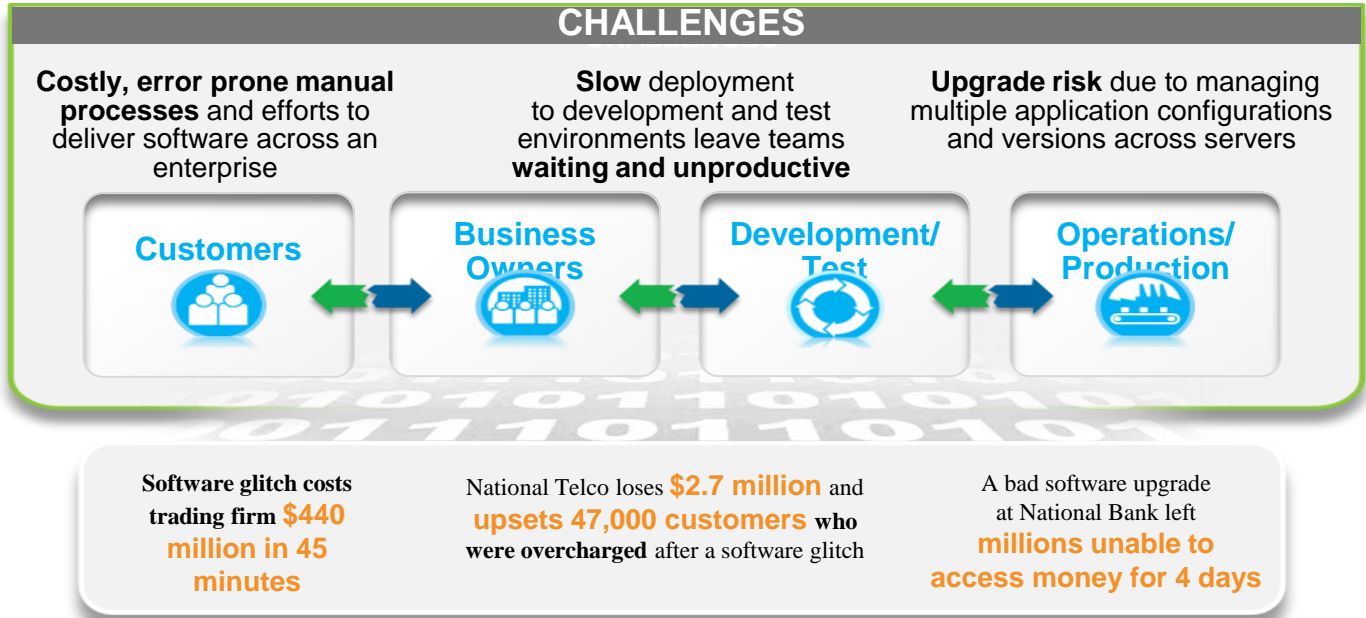 CHALLENGES
Costly, error prone manual
processes and efforts to
deliver software across an
enterprise
Slow deployment
to development and test
environments leave teams
waiting and unproductive
Upgrade risk due to managing
multiple application configurations
and versions across servers
Customers
Business
Owners
Development/
Test
Operations/
Production
Software glitch costs
trading firm $440
million in 45
minutes
National Telco loses $2.7 million and
upsets 47,000 customers who
were overcharged after a software glitch
A bad software upgrade
at National Bank left
millions unable to
access money for 4 days